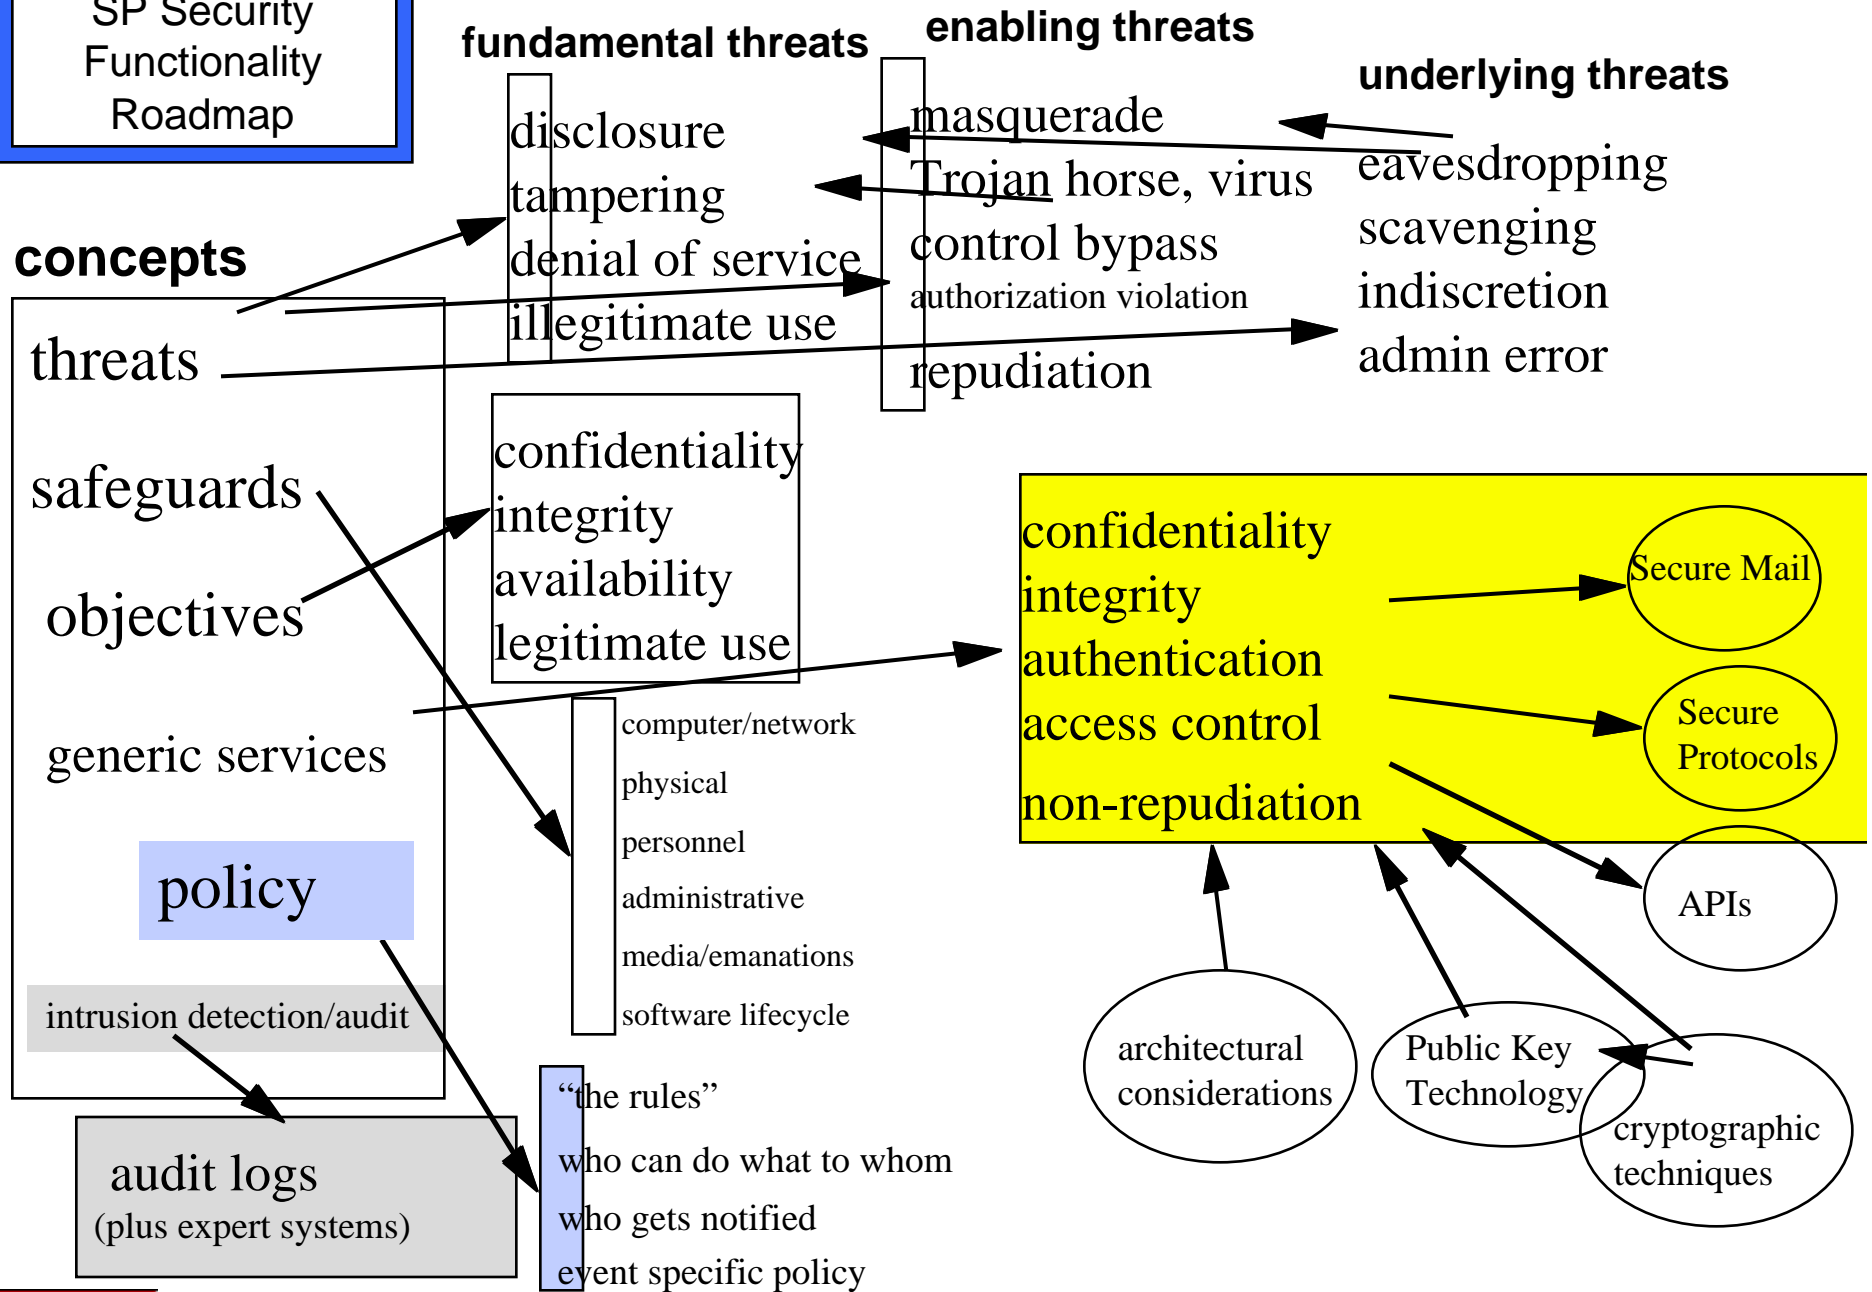 SP Security
Functionality
Roadmap
fundamental threats
enabling threats
underlying threats
disclosure
tampering
denial of service
illegitimate use
masquerade
Trojan horse, virus
control bypass
authorization violation
repudiation
eavesdropping
scavenging
indiscretion
admin error
concepts
threats
safeguards
objectives
generic services
policy
intrusion detection/audit
audit logs
(plus expert systems)
confidentiality
integrity
availability
legitimate use
computer/network
physical
personnel
administrative
media/emanations
software lifecycle
“the rules”
who can do what to whom
who gets notified
event specific policy
confidentiality
integrity
authentication
access control
non-repudiation
Secure Mail
Secure
Protocols
APIs
architectural
considerations
Public Key
Technology
cryptographic
techniques